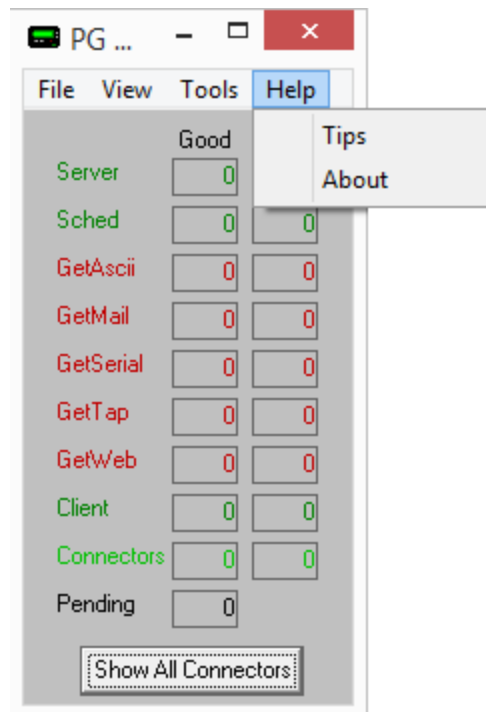 PG ...
File View Tools Help
Tips
About
Good
Server 0
Sched 0 0
GetAscii 0 0
GetMail 0 0
GetSerial 0 0
GetTap 0 0
GetWeb 0 0
Client 0 0
Connectors 0 0
Pending 0
Show All Connectors